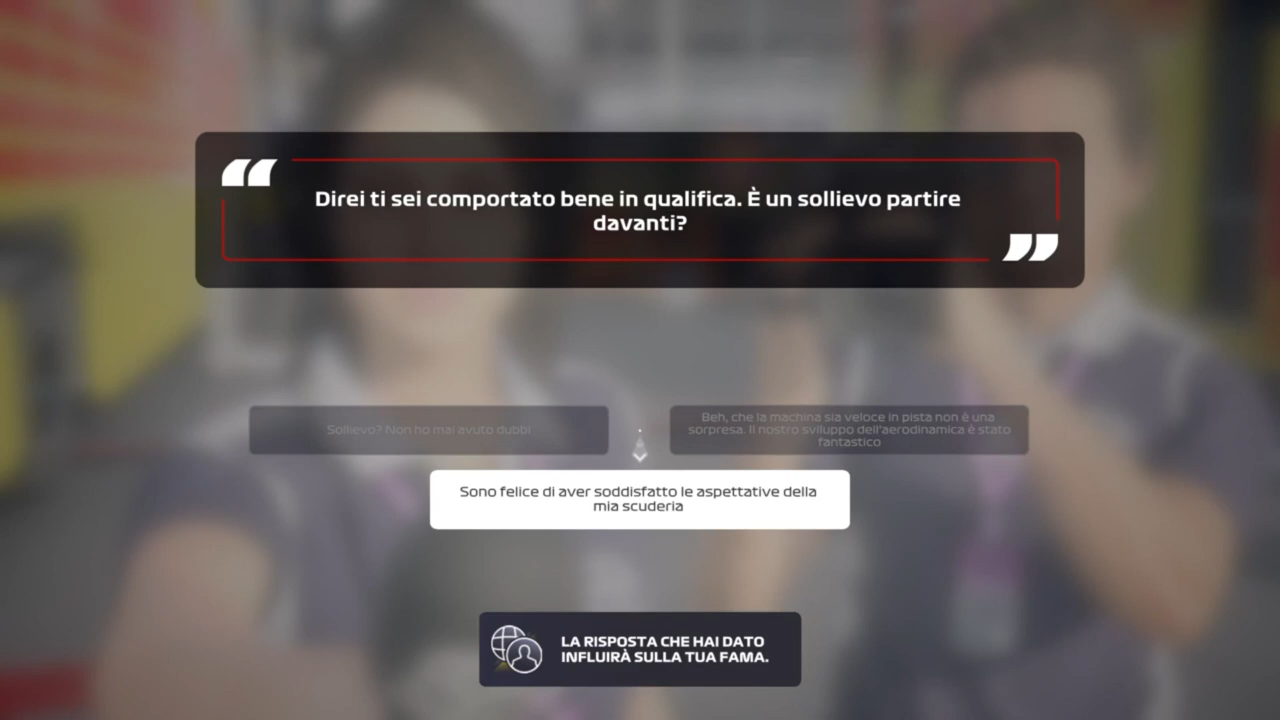 Direi ti sei comportato bene in qualifica. È un sollievo partire
davanti?
Sollievo? Non ho mai avuto dubbi
Beh, che la machina sia veloce in pista non è una
sorpresa. Il nostro sviluppo dell'aerodinamica è stato
fantastico
Sono felice di aver soddisfatto le aspettative della
mia scuderia
LA RISPOSTA CHE HAI DATO
INFLUIRÀ SULLA TUA FAMA.